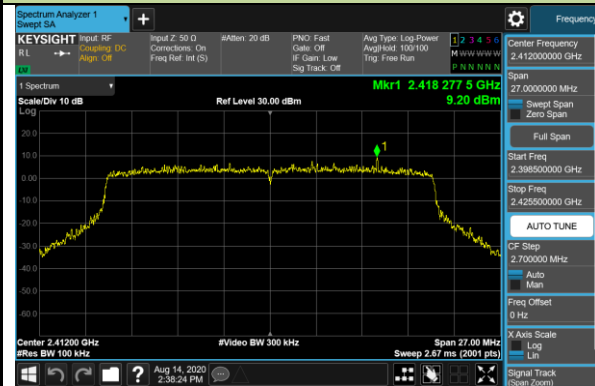 Spectrum Analyzer 1
Swept SA
Frequency
KEYSIGHT
RL
Input: RF
Coupling: DC
Align: Off
Input Z: 50 Ω
Corrections: On
Freq Ref: Int (S)
#Atten: 20 dB
PNO: Fast
Gate: Off
IF Gain: Low
Sig Track: Off
Avg Type: Log-Power
Avg|Hold: 100/100
Trig: Free Run
1 2 3 4 5 6
M W W W W W
P N N N N N
1 Spectrum
Scale/Div 10 dB
Log
Ref Level 30.00 dBm
Mkr1 2.418 277 5 GHz
9.20 dBm
20.0
10.0
0.00
-10.0
-20.0
-30.0
-40.0
-50.0
-60.0
1
Center 2.41200 GHz
#Res BW 100 kHz
#Video BW 300 kHz
Span 27.00 MHz
Sweep 2.67 ms (2001 pts)
Aug 14, 2020
2:38:24 PM
Center Frequency
2.412000000 GHz
Span
27.0000000 MHz
Swept Span
Zero Span
Full Span
Start Freq
2.398500000 GHz
Stop Freq
2.425500000 GHz
AUTO TUNE
CF Step
2.700000 MHz
Auto
Man
Freq Offset
0 Hz
X Axis Scale
Log
Lin
Signal Track
(Span Zoom)